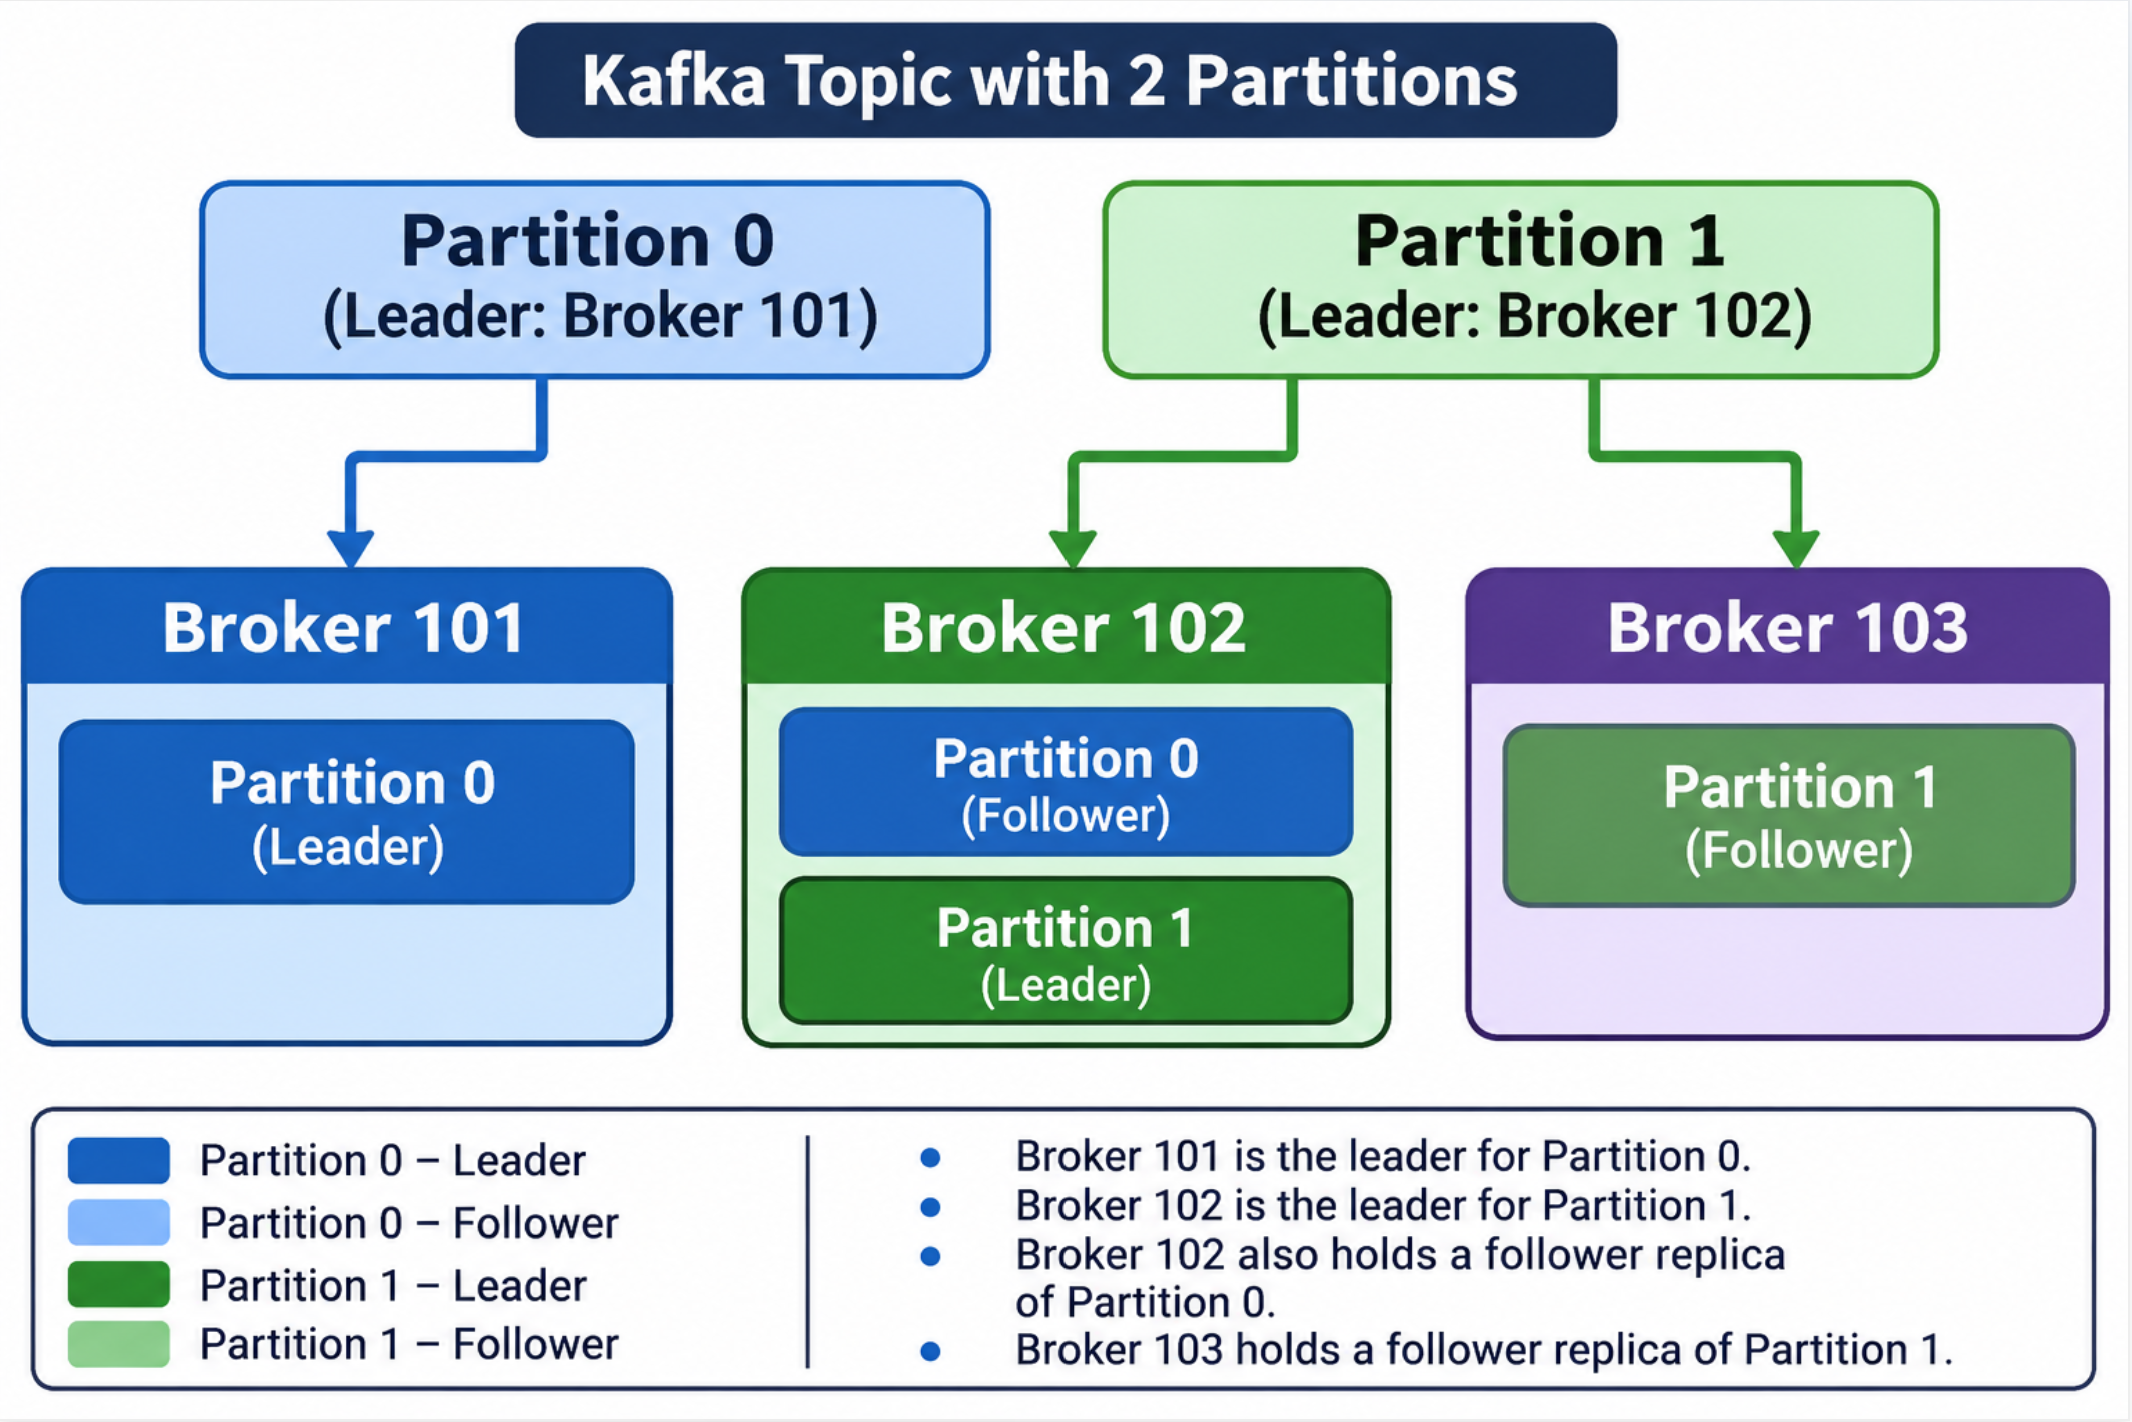 Kafka Topic with 2 Partitions
Partition 0
(Leader: Broker 101)
Partition 1
(Leader: Broker 102)
Broker 101
Partition 0
(Leader)
Broker 102
Partition 0
(Follower)
Partition 1
(Leader)
Broker 103
Partition 1
(Follower)
Partition 0 – Leader
Partition 0 – Follower
Partition 1 – Leader
Partition 1 – Follower
• Broker 101 is the leader for Partition 0.
• Broker 102 is the leader for Partition 1.
• Broker 102 also holds a follower replica
of Partition 0.
• Broker 103 holds a follower replica of Partition 1.